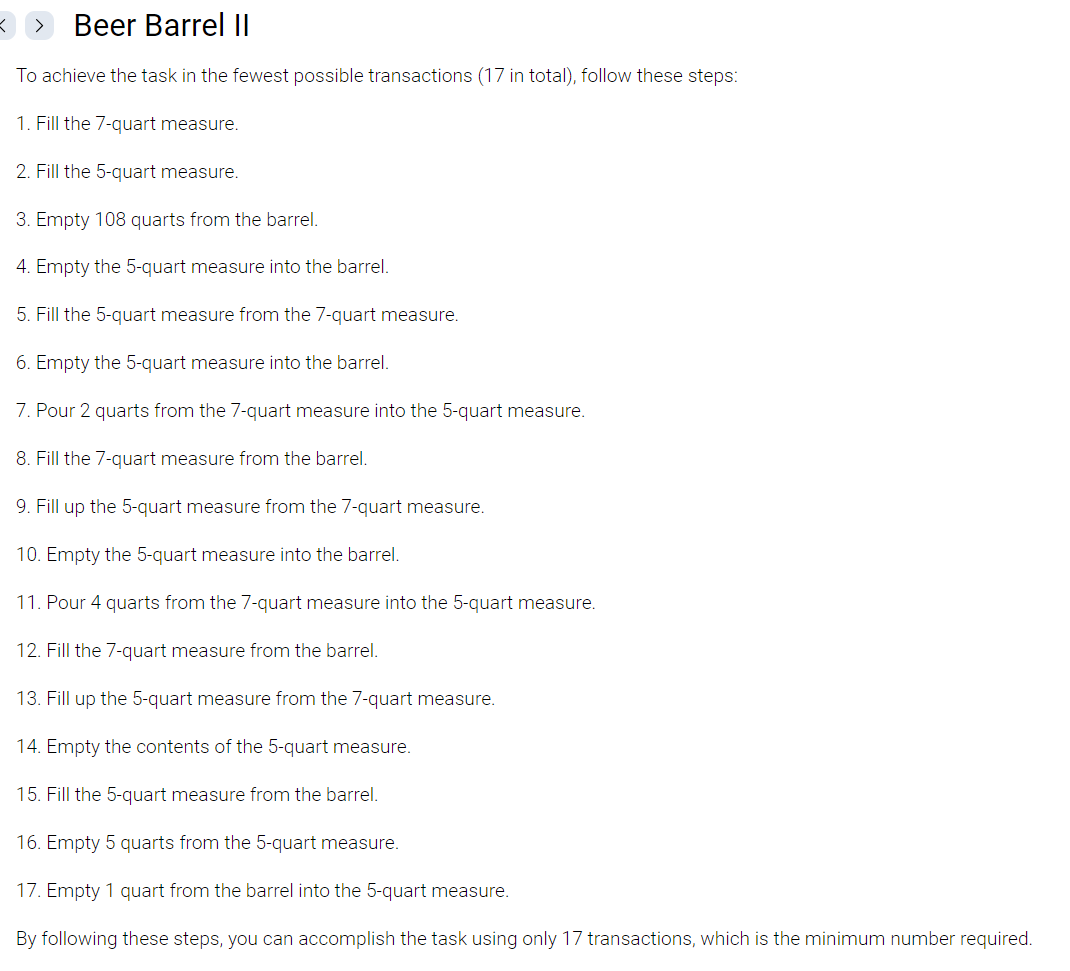 Beer Barrel II
To achieve the task in the fewest possible transactions (17 in total), follow these steps:
1. Fill the 7-quart measure.
2. Fill the 5-quart measure.
3. Empty 108 quarts from the barrel.
4. Empty the 5-quart measure into the barrel.
5. Fill the 5-quart measure from the 7-quart measure.
6. Empty the 5-quart measure into the barrel.
7. Pour 2 quarts from the 7-quart measure into the 5-quart measure.
8. Fill the 7-quart measure from the barrel.
9. Fill up the 5-quart measure from the 7-quart measure.
10. Empty the 5-quart measure into the barrel.
11. Pour 4 quarts from the 7-quart measure into the 5-quart measure.
12. Fill the 7-quart measure from the barrel.
13. Fill up the 5-quart measure from the 7-quart measure.
14. Empty the contents of the 5-quart measure.
15. Fill the 5-quart measure from the barrel.
16. Empty 5 quarts from the 5-quart measure.
17. Empty 1 quart from the barrel into the 5-quart measure.
By following these steps, you can accomplish the task using only 17 transactions, which is the minimum number required.